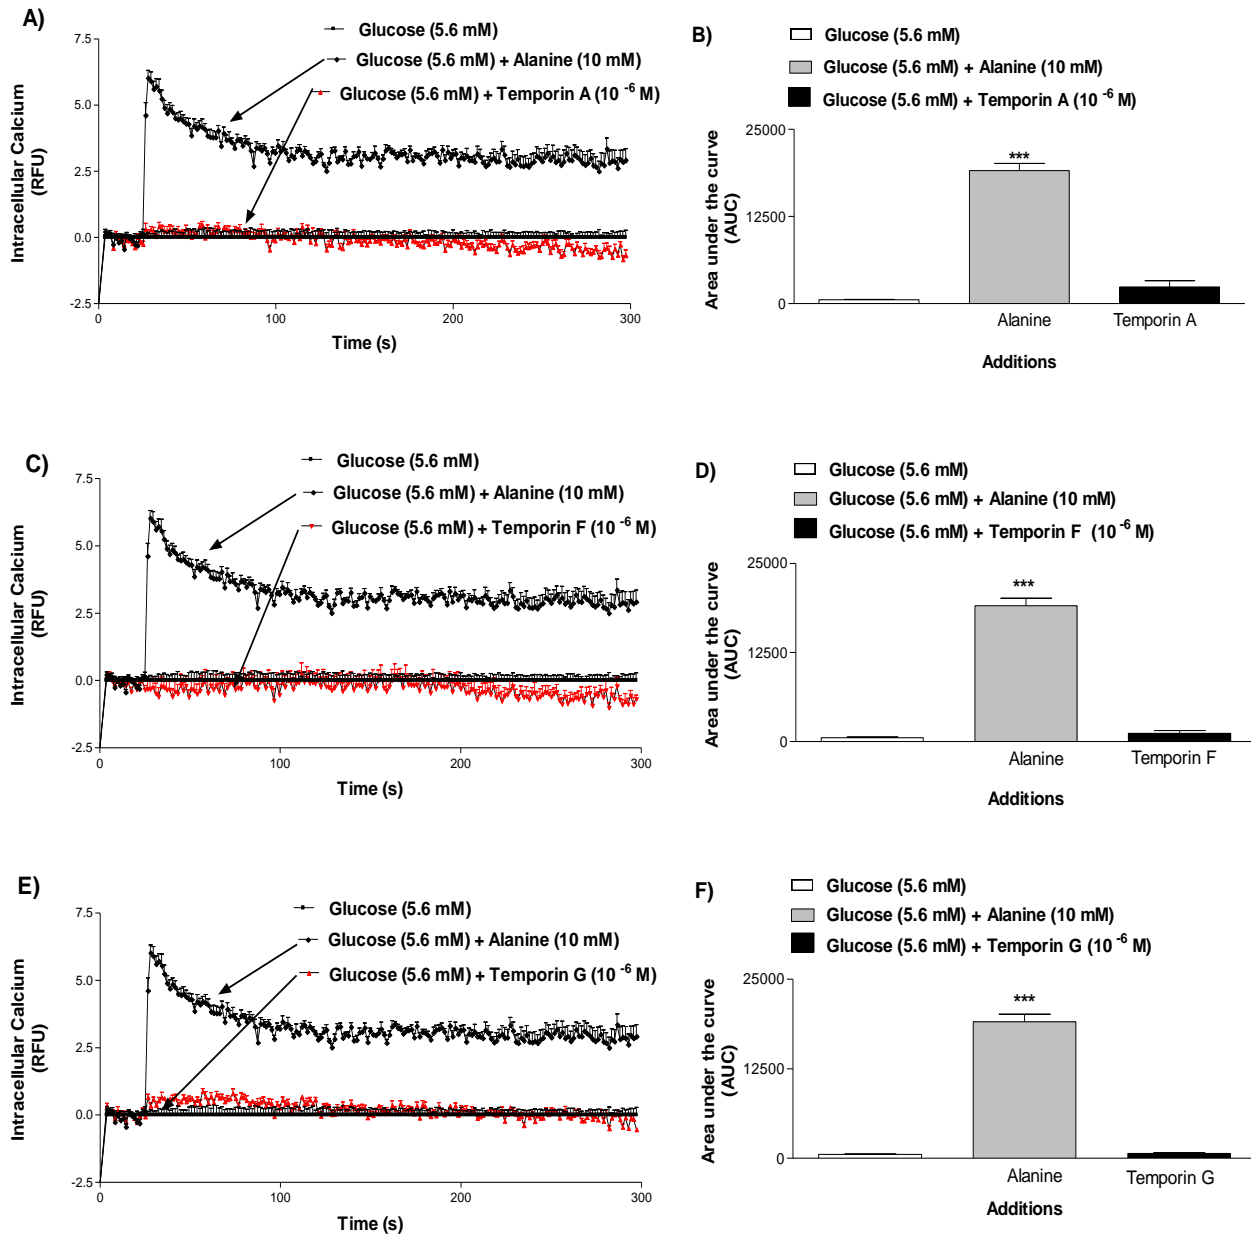 A)
Glucose (5.6 mM)
Glucose (5.6 mM) + Alanine (10 mM)
Glucose (5.6 mM) + Temporin A (10 -6 M)
7.5
5.0
2.5
0.0
-2.5
Intracellular Calcium
(RFU)
0
100
200
300
Time (s)
B)
Glucose (5.6 mM)
Glucose (5.6 mM) + Alanine (10 mM)
Glucose (5.6 mM) + Temporin A (10 -6 M)
25000
12500
0
Area under the curve
(AUC)
***
Alanine
Temporin A
Additions
C)
Glucose (5.6 mM)
Glucose (5.6 mM) + Alanine (10 mM)
Glucose (5.6 mM) + Temporin F (10 -6 M)
7.5
5.0
2.5
0.0
-2.5
Intracellular Calcium
(RFU)
0
100
200
300
Time (s)
D)
Glucose (5.6 mM)
Glucose (5.6 mM) + Alanine (10 mM)
Glucose (5.6 mM) + Temporin F (10 -6 M)
25000
12500
0
Area under the curve
(AUC)
***
Alanine
Temporin F
Additions
E)
Glucose (5.6 mM)
Glucose (5.6 mM) + Alanine (10 mM)
Glucose (5.6 mM) + Temporin G (10 -6 M)
7.5
5.0
2.5
0.0
-2.5
Intracellular Calcium
(RFU)
0
100
200
300
Time (s)
F)
Glucose (5.6 mM)
Glucose (5.6 mM) + Alanine (10 mM)
Glucose (5.6 mM) + Temporin G (10 -6 M)
25000
12500
0
Area under the curve
(AUC)
***
Alanine
Temporin G
Additions